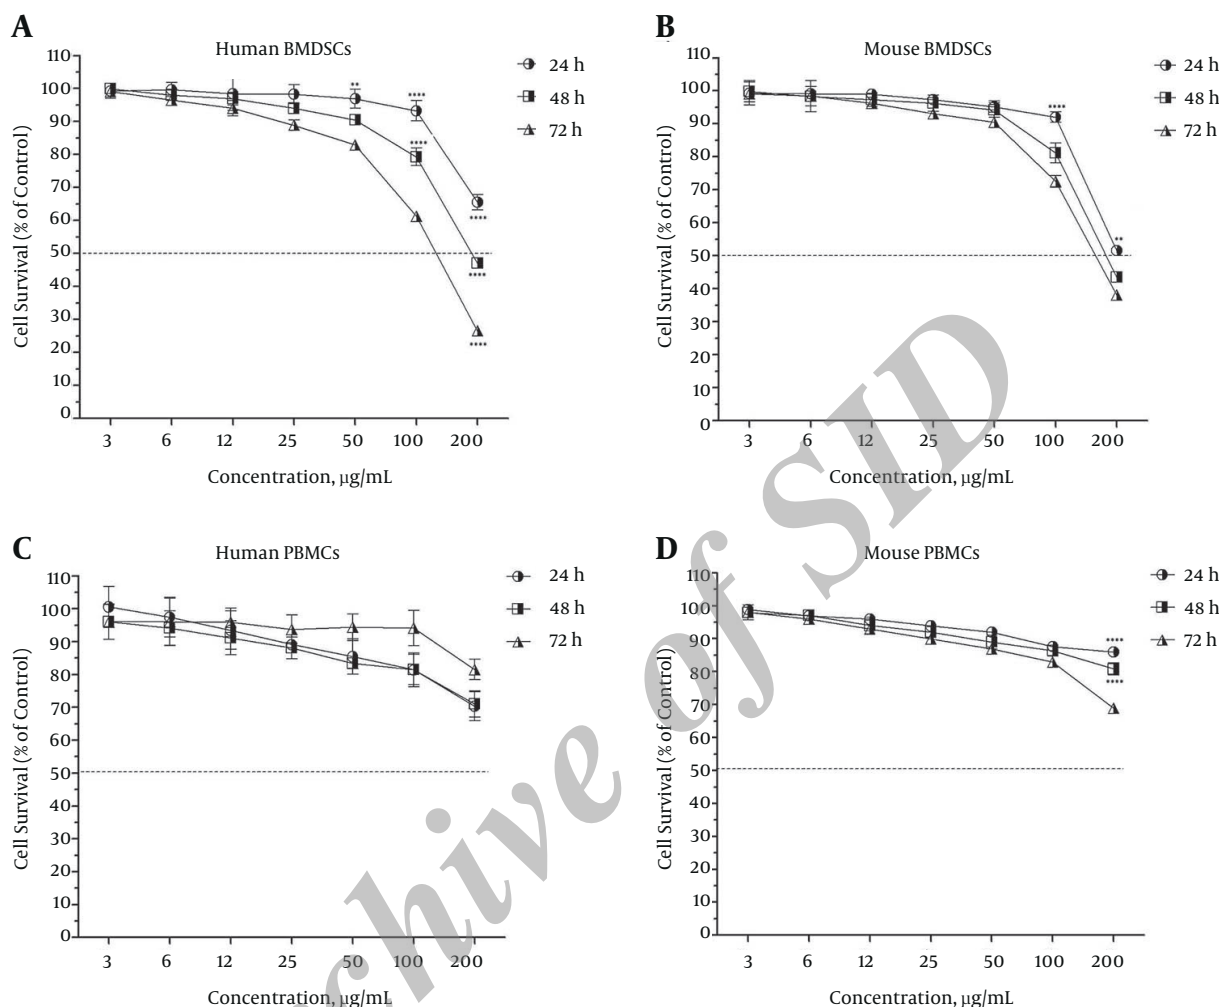 A
Human BMDSCs
Cell Survival (% of Control)
110
100
90
80
70
60
50
40
30
20
10
0
** **** **** **** **** ****
3 6 12 25 50 100 200
Concentration, µg/mL
24 h
48 h
72 h
B
Mouse BMDSCs
Cell Survival (% of Control)
110
100
90
80
70
60
50
40
30
20
10
0
**** **
3 6 12 25 50 100 200
Concentration, µg/mL
24 h
48 h
72 h
C
Human PBMCs
Cell Survival (% of Control)
110
100
90
80
70
60
50
40
30
20
10
0
3 6 12 25 50 100 200
Concentration, µg/mL
24 h
48 h
72 h
D
Mouse PBMCs
Cell Survival (% of Control)
110
100
90
80
70
60
50
40
30
20
10
0
**** ****
3 6 12 25 50 100 200
Concentration, µg/mL
24 h
48 h
72 h
chive of SID